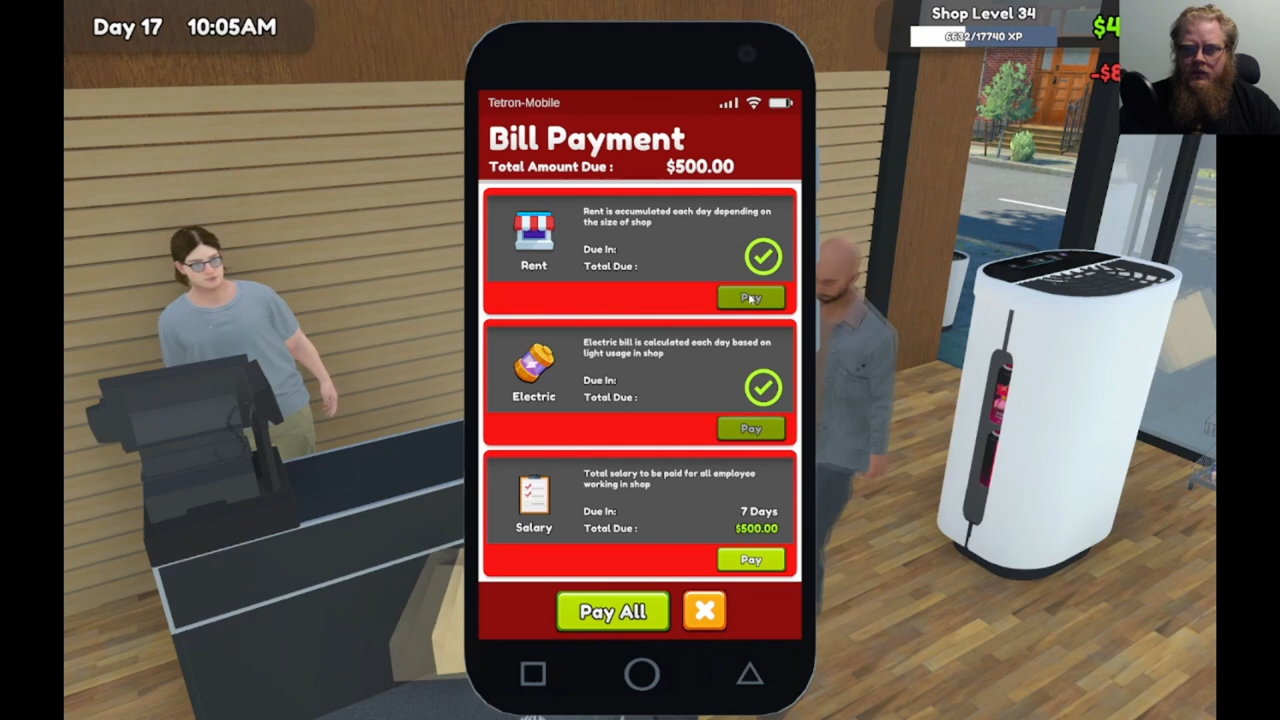 Day 17 10:05AM
Shop Level 34
6632/17740 XP
$4
-$8
Tetron-Mobile
Bill Payment
Total Amount Due : $500.00
Rent is accumulated each day depending on
the size of shop
Due In:
Total Due :
Rent
Pay
Electric bill is calculated each day based on
light usage in shop
Due In:
Total Due :
Electric
Pay
Total salary to be paid for all employee
working in shop
Due In: 7 Days
Total Due : $500.00
Salary
Pay
Pay All